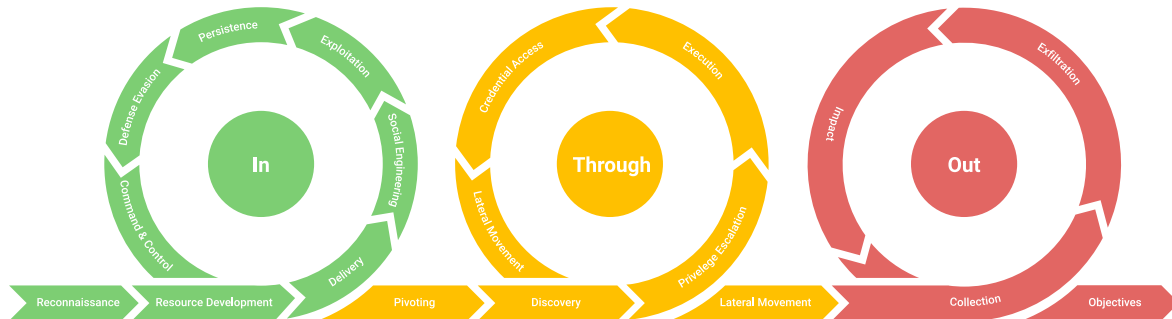 Reconnaissance
Resource Development
Delivery
Social Engineering
Exploitation
Persistence
Defense Evasion
Command & Control
In
Pivoting
Discovery
Privelege Escalation
Execution
Credential Access
Lateral Movement
Through
Lateral Movement
Collection
Exfiltration
Impact
Out
Objectives